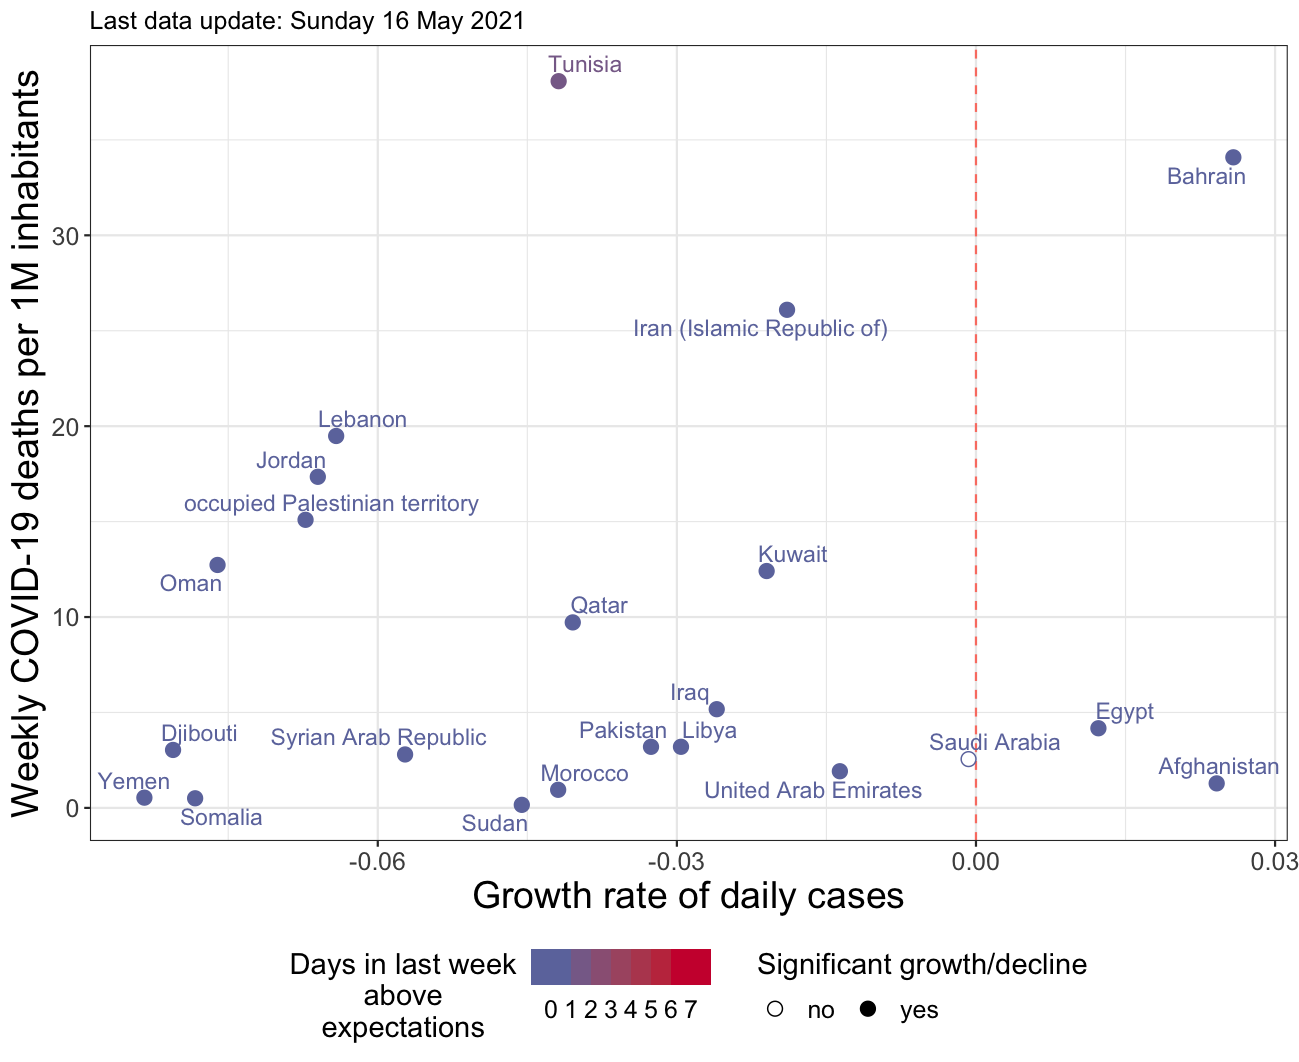 Last data update: Sunday 16 May 2021
Weekly COVID-19 deaths per 1M inhabitants
30
20
10
0
Tunisia
Bahrain
Iran (Islamic Republic of)
Lebanon
Jordan
occupied Palestinian territory
Oman
Kuwait
Qatar
Iraq
Egypt
Djibouti
Syrian Arab Republic
Pakistan
Libya
Saudi Arabia
Yemen
Morocco
Afghanistan
United Arab Emirates
Somalia
Sudan
-0.06
-0.03
0.00
0.03
Growth rate of daily cases
Days in last week
above
expectations
0 1 2 3 4 5 6 7
Significant growth/decline
no
yes